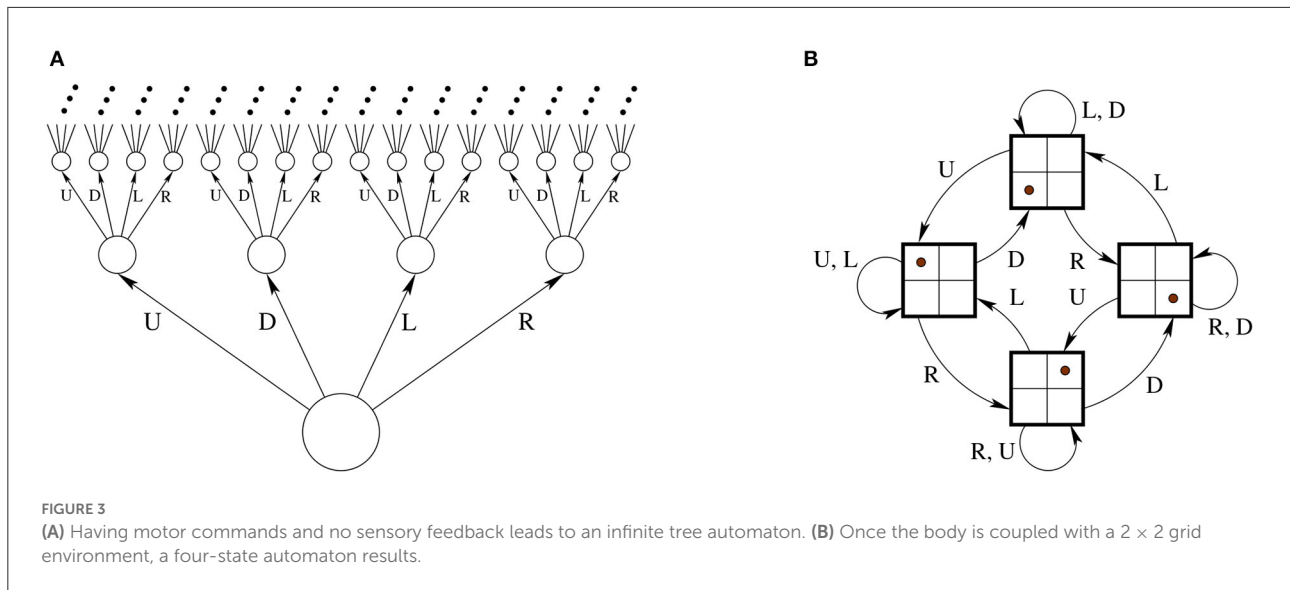 A
B
U D L R U D L R U D L R U D L R
U D L R
L, D
U
L
U, L
D
R
L
U
R, D
R
D
R, U
FIGURE 3
(A) Having motor commands and no sensory feedback leads to an infinite tree automaton. (B) Once the body is coupled with a 2 × 2 grid
environment, a four-state automaton results.